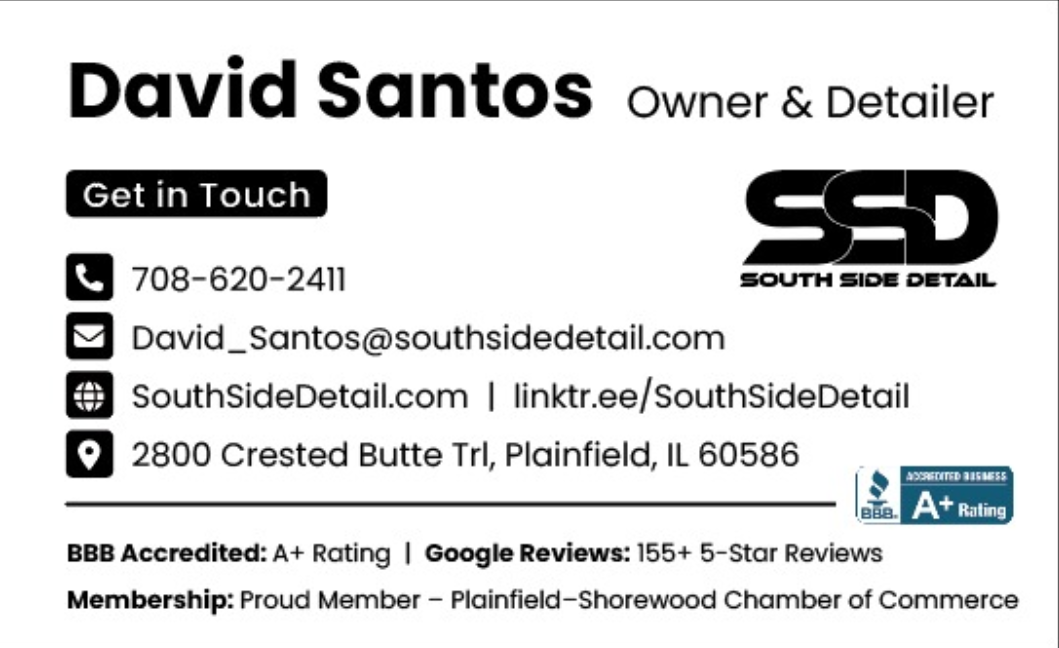 David Santos Owner & Detailer
Get in Touch
SSD
SOUTH SIDE DETAIL
708-620-2411
David_Santos@southsidedetail.com
SouthSideDetail.com | linktr.ee/SouthSideDetail
2800 Crested Butte Trl, Plainfield, IL 60586
BBB.
ACCREDITED BUSINESS
A+ Rating
BBB Accredited: A+ Rating | Google Reviews: 155+ 5-Star Reviews
Membership: Proud Member – Plainfield–Shorewood Chamber of Commerce